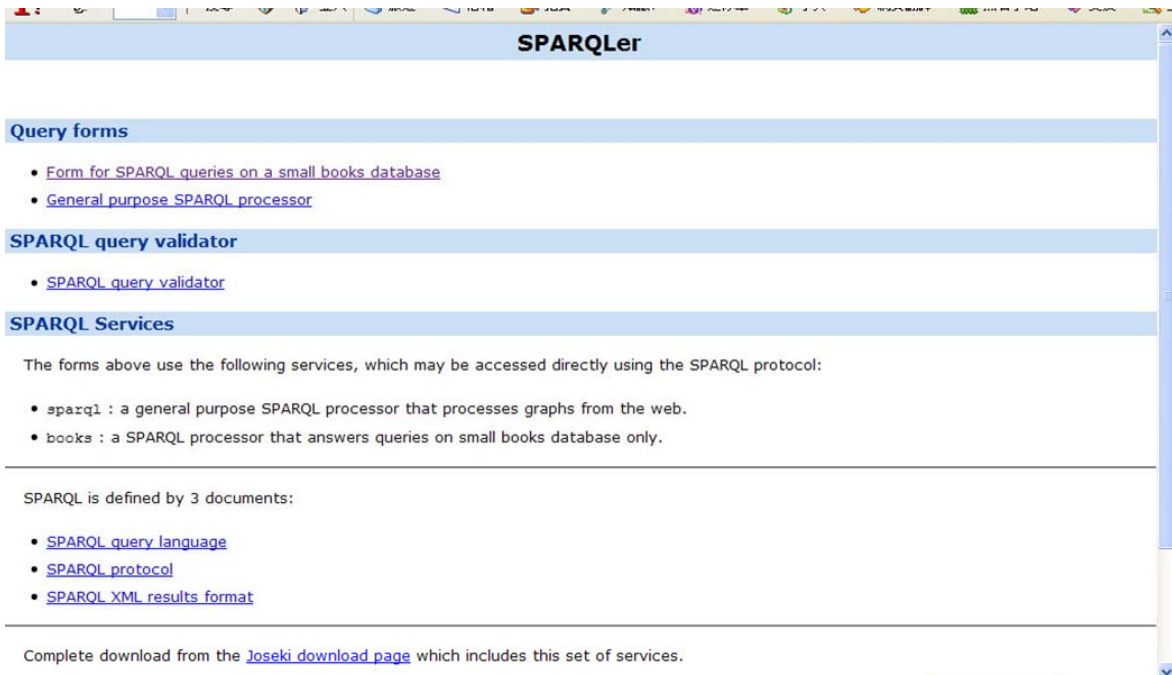 SPARQLer
Query forms
• Form for SPARQL queries on a small books database
• General purpose SPARQL processor
SPARQL query validator
• SPARQL query validator
SPARQL Services
The forms above use the following services, which may be accessed directly using the SPARQL protocol:
• sparql : a general purpose SPARQL processor that processes graphs from the web.
• books : a SPARQL processor that answers queries on small books database only.
SPARQL is defined by 3 documents:
• SPARQL query language
• SPARQL protocol
• SPARQL XML results format
Complete download from the Joseki download page which includes this set of services.